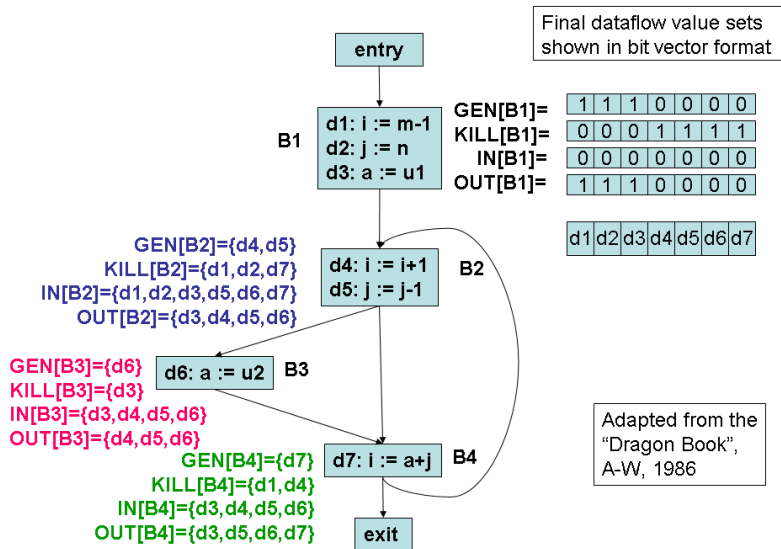 Final dataflow value sets
shown in bit vector format
entry
B1
d1: i := m-1
d2: j := n
d3: a := u1
GEN[B1]= 1 1 1 0 0 0 0
KILL[B1]= 0 0 0 1 1 1 1
IN[B1]= 0 0 0 0 0 0 0
OUT[B1]= 1 1 1 0 0 0 0
d1 d2 d3 d4 d5 d6 d7
GEN[B2]={d4,d5}
KILL[B2]={d1,d2,d7}
IN[B2]={d1,d2,d3,d5,d6,d7}
OUT[B2]={d3,d4,d5,d6}
d4: i := i+1
d5: j := j-1
B2
GEN[B3]={d6}
KILL[B3]={d3}
IN[B3]={d3,d4,d5,d6}
OUT[B3]={d4,d5,d6}
d6: a := u2
B3
GEN[B4]={d7}
KILL[B4]={d1,d4}
IN[B4]={d3,d4,d5,d6}
OUT[B4]={d3,d5,d6,d7}
d7: i := a+j
B4
exit
Adapted from the
“Dragon Book”,
A-W, 1986